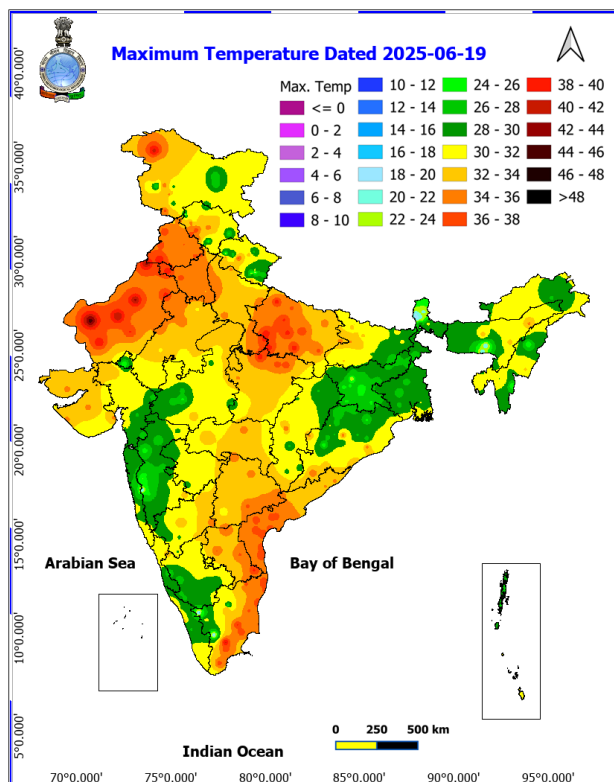 Maximum Temperature Dated 2025-06-19
Max. Temp
<= 0
0 - 2
2 - 4
4 - 6
6 - 8
8 - 10
10 - 12
12 - 14
14 - 16
16 - 18
18 - 20
20 - 22
22 - 24
24 - 26
26 - 28
28 - 30
30 - 32
32 - 34
34 - 36
36 - 38
38 - 40
40 - 42
42 - 44
44 - 46
46 - 48
>48
40°0.000'
35°0.000'
30°0.000'
25°0.000'
20°0.000'
15°0.000'
10°0.000'
5°0.000'
Arabian Sea
Bay of Bengal
Indian Ocean
0 250 500 km
70°0.000' 75°0.000' 80°0.000' 85°0.000' 90°0.000' 95°0.000'